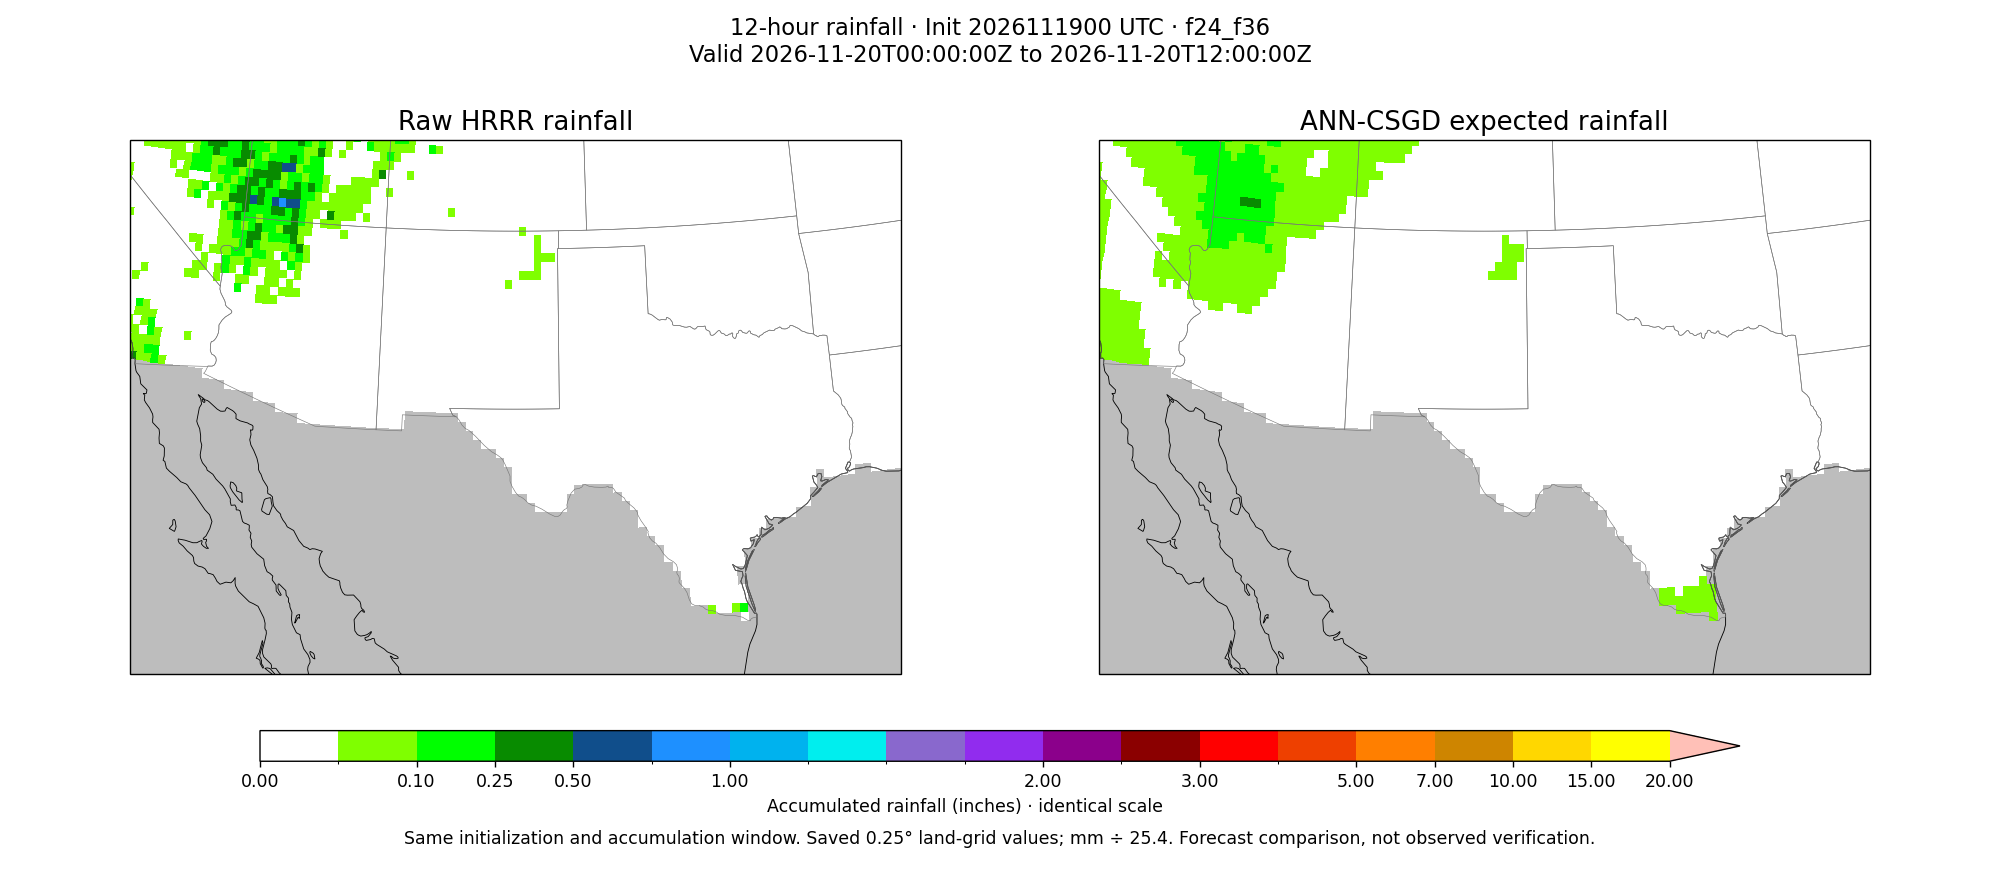 12-hour rainfall · Init 2026111900 UTC · f24_f36
Valid 2026-11-20T00:00:00Z to 2026-11-20T12:00:00Z
Raw HRRR rainfall
ANN-CSGD expected rainfall
0.00 0.10 0.25 0.50 1.00 2.00 3.00 5.00 7.00 10.00 15.00 20.00
Accumulated rainfall (inches) · identical scale
Same initialization and accumulation window. Saved 0.25° land-grid values; mm ÷ 25.4. Forecast comparison, not observed verification.